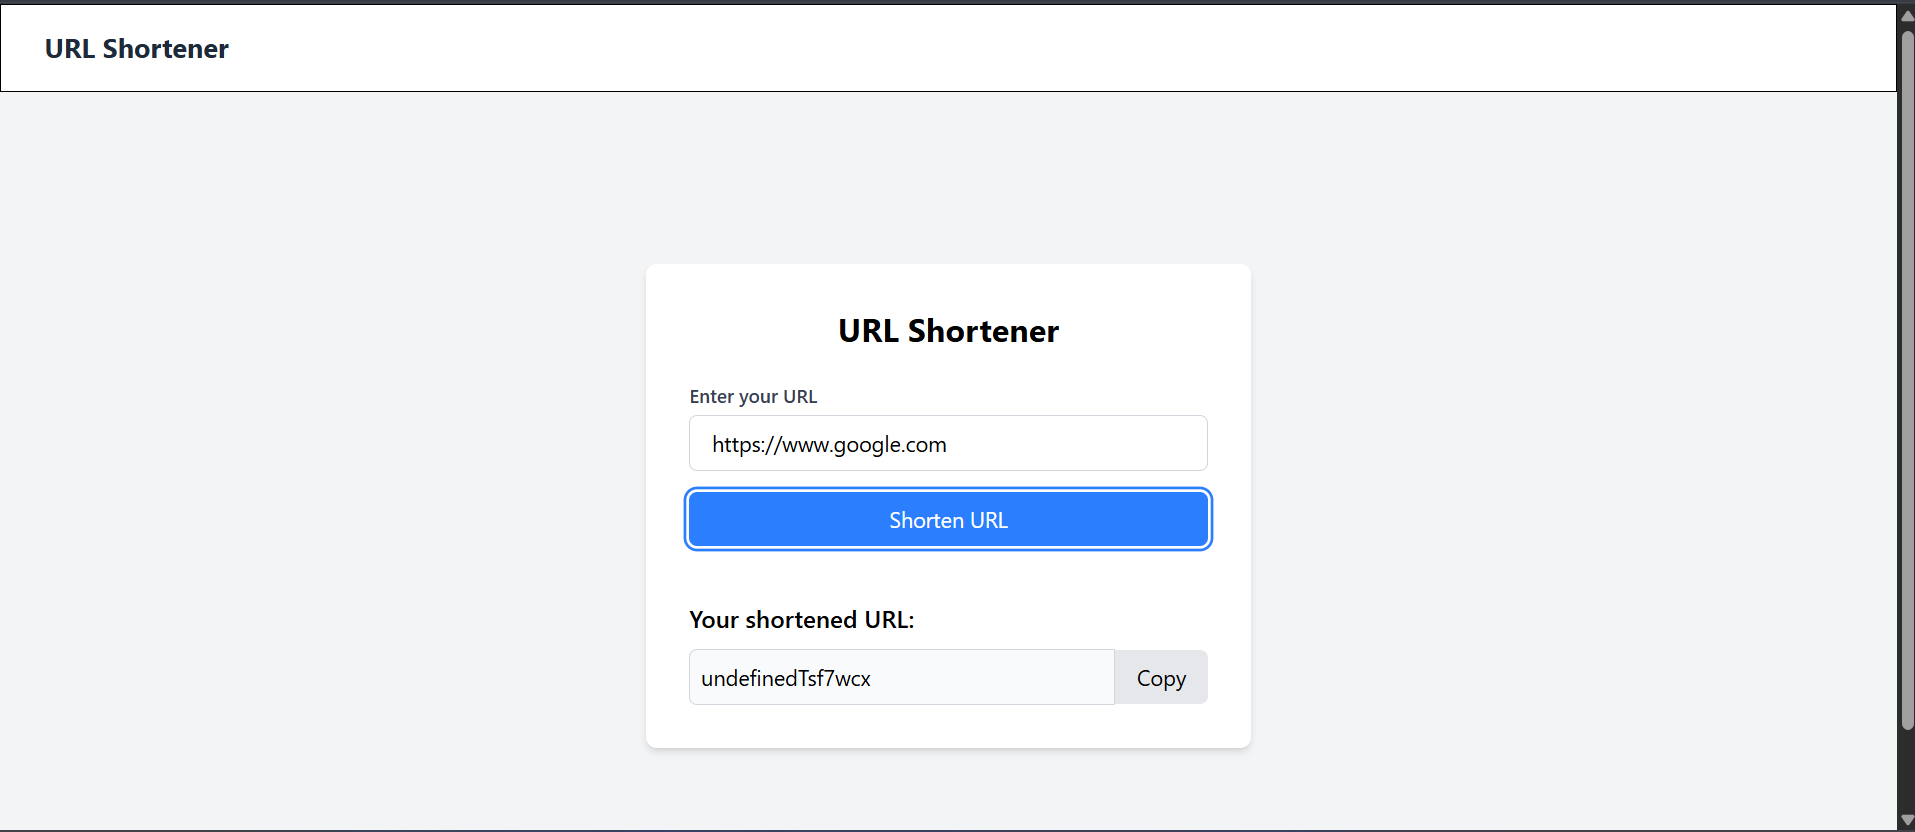 URL Shortener
URL Shortener
Enter your URL
https://www.google.com
Shorten URL
Your shortened URL:
undefinedTsf7wcx
Copy